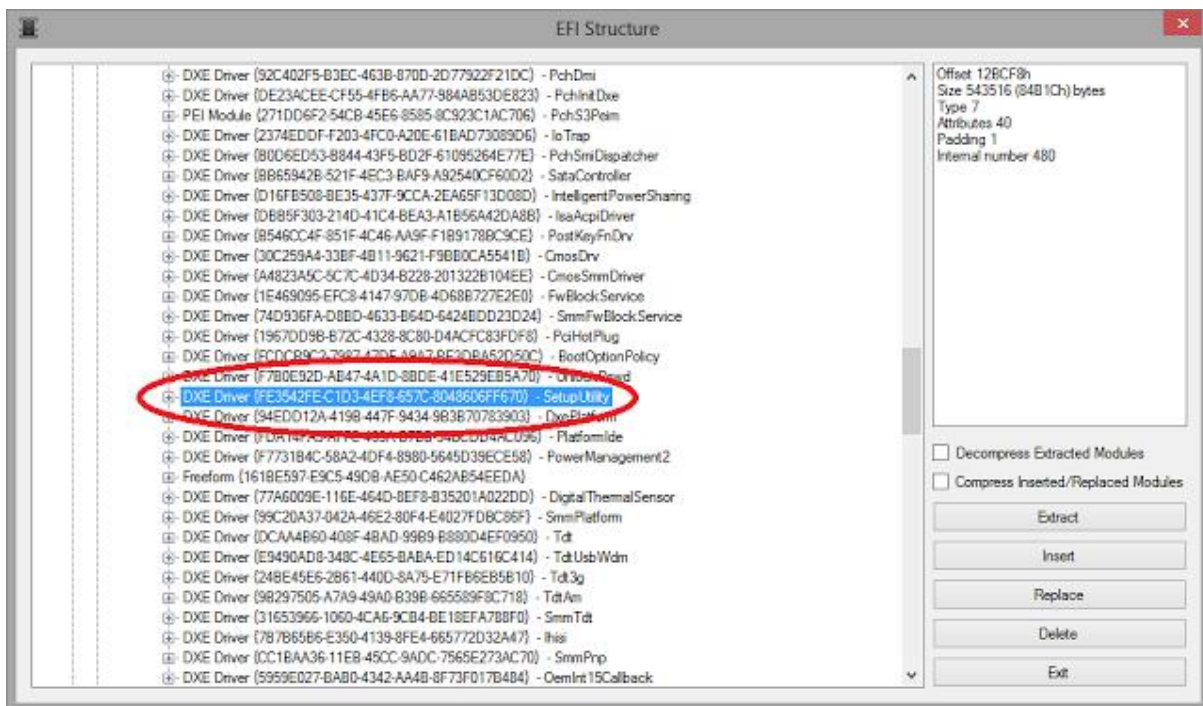 EFI Structure
DXE Driver {92C402F5-B3EC-463B-870D-2D77922F21DC} - PchDmi
DXE Driver {DE23ACEE-CF55-4FB6-AA77-984AB53DE823} - PchInitDxe
PEI Module {271DD6F2-54CB-45E6-8585-8C923C1AC706} - PchS3Peim
DXE Driver {2374EDDF-F203-4FC0-A20E-61BAD73089D6} - IoTrap
DXE Driver {B0D6ED53-B844-43F5-BD2F-61095264E77E} - PchSmiDispatcher
DXE Driver {BB65942B-521F-4EC3-BAF9-A92540CF60D2} - SataController
DXE Driver {D16FB508-BE35-437F-9CCA-2EA65F13D08D} - IntelligentPowerSharing
DXE Driver {DBB5F303-214D-41C4-BEA3-A1B56A42DA8B} - IsaAcpiDriver
DXE Driver {B546CC4F-851F-4C46-AA9F-F1B9178BC9CE} - PostKeyFnDrv
DXE Driver {30C259A4-33BF-4B11-9621-F9BB0CA5541B} - CmosDrv
DXE Driver {A4823A5C-5C7C-4D34-B228-201322B104EE} - CmosSmmDriver
DXE Driver {1E469095-EFC8-4147-97DB-4D68B727E2E0} - FwBlockService
DXE Driver {74D936FA-D8BD-4633-B64D-6424BDD23D24} - SmmFwBlockService
DXE Driver {1967DD9B-B72C-4328-8C80-D4ACFC83FDF8} - PciHotPlug
DXE Driver - BootOptionPolicy
DXE Driver {F7B0E92D-AB47-4A1D-8BDE-41E529EB5A70} -
DXE Driver {FE3542FE-C1D3-4EF8-657C-8048606FF670} - SetupUtility
DXE Driver {94EDD12A-419B-447F-9434-9B3B70783903} - DxePlatform
DXE Driver - PlatformIde
DXE Driver {F7731B4C-58A2-4DF4-8980-5645D39ECE58} - PowerManagement2
Freeform {161BE597-E9C5-49DB-AE50-C462AB54EEDA}
DXE Driver {77A6009E-116E-464D-8EF8-B35201A022DD} - DigitalThermalSensor
DXE Driver {99C20A37-042A-46E2-80F4-E4027FDBC86F} - SmmPlatform
DXE Driver {DCAA4B60-408F-4BAD-99B9-B880D4EF0950} - Tdt
DXE Driver {E9490AD8-348C-4E65-BABA-ED14C616C414} - TdtUsbWdm
DXE Driver {24BE45E6-2B61-440D-8A75-E71FB6EB5B10} - Tdt3g
DXE Driver {9B297505-A7A9-49A0-B39B-665589F8C718} - TdtAm
DXE Driver {31653966-1060-4CA6-9CB4-BE18EFA7B8F0} - SmmTdt
DXE Driver {7B7B65B6-E350-4139-8FE4-665772D32A47} - Ihisi
DXE Driver {CC1BAA36-11EB-45CC-9ADC-7565E273AC70} - SmmPnp
DXE Driver {5959E027-BAB0-4342-AA4B-8F73F017B484} - OemInt15Callback
Offset 12BCF8h
Size 543516 (84B1Ch) bytes
Type 7
Attributes 40
Padding 1
Internal number 480
Decompress Extracted Modules
Compress Inserted/Replaced Modules
Extract
Insert
Replace
Delete
Exit